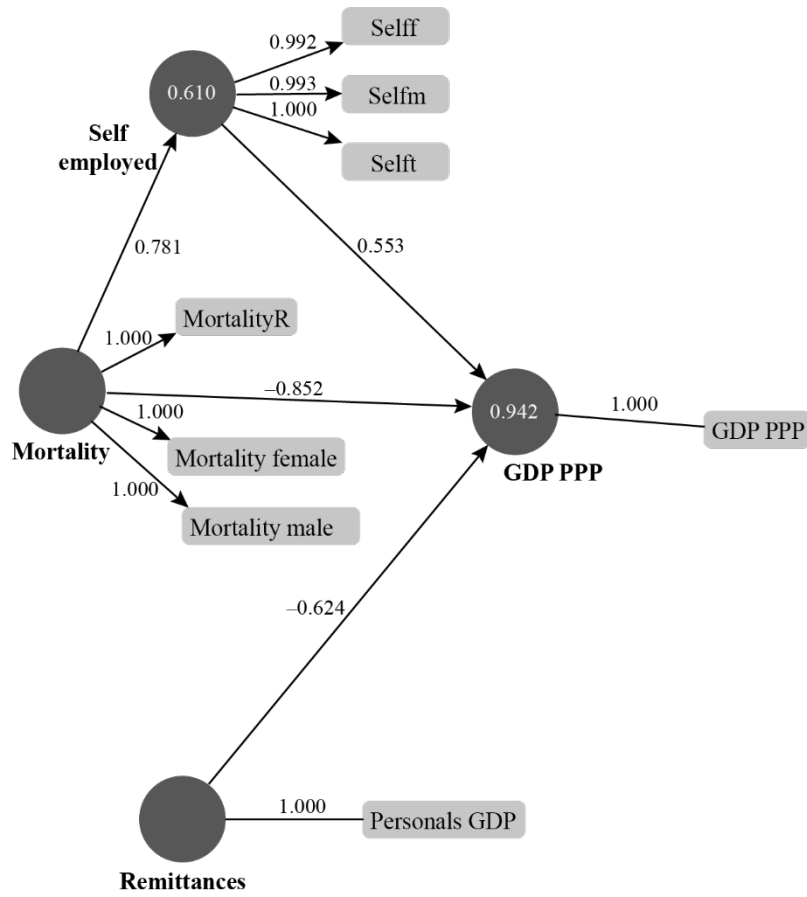 Selff
0.992
0.610
0.993
Selfm
1.000
Self
employed
Selft
0.781
0.553
MortalityR
1.000
–0.852
0.942
1.000
GDP PPP
1.000
Mortality
Mortality female
GDP PPP
1.000
Mortality male
–0.624
1.000
Personals GDP
Remittances